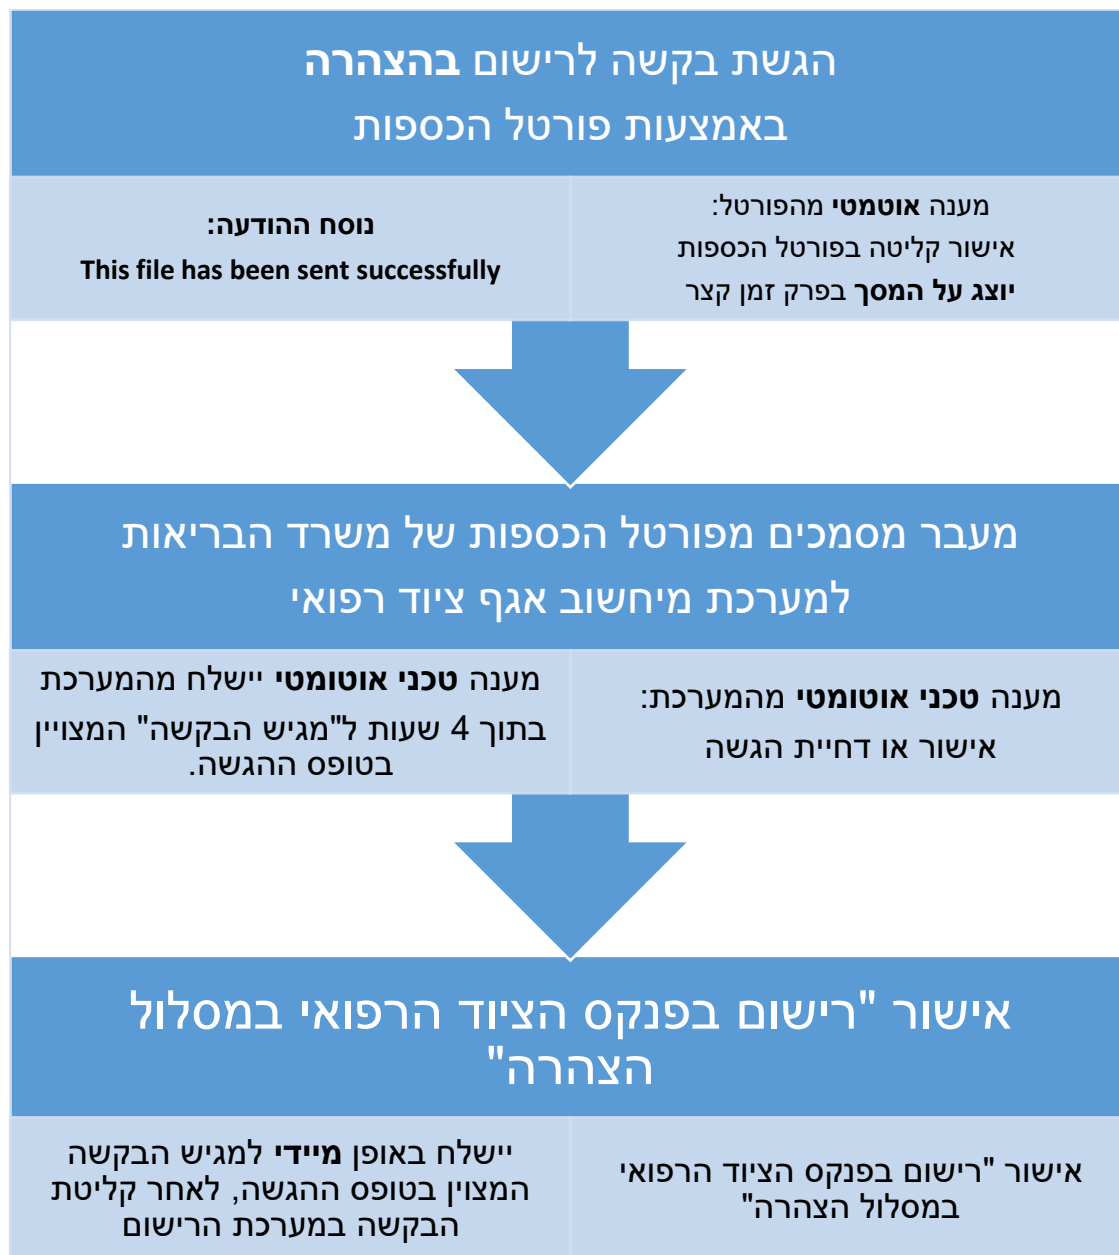 הגשת בקשה לרישום בהצהרה
באמצעות פורטל הכספות
מענה אוטמטי מהפורטל:
אישור קליטה בפורטל הכספות
יוצג על המסך בפרק זמן קצר
נוסח ההודעה:
This file has been sent successfully
מעבר מסמכים מפורטל הכספות של משרד הבריאות
למערכת מיחשוב אגף ציוד רפואי
מענה טכני אוטומטי מהמערכת:
אישור או דחיית הגשה
מענה טכני אוטומטי יישלח מהמערכת
בתוך 4 שעות ל"מגיש הבקשה" המצויין
בטופס ההגשה.
אישור "רישום בפנקס הציוד הרפואי במסלול
הצהרה"
אישור "רישום בפנקס הציוד הרפואי
במסלול הצהרה"
יישלח באופן מיידי למגיש הבקשה
המצוין בטופס ההגשה, לאחר קליטת
הבקשה במערכת הרישום